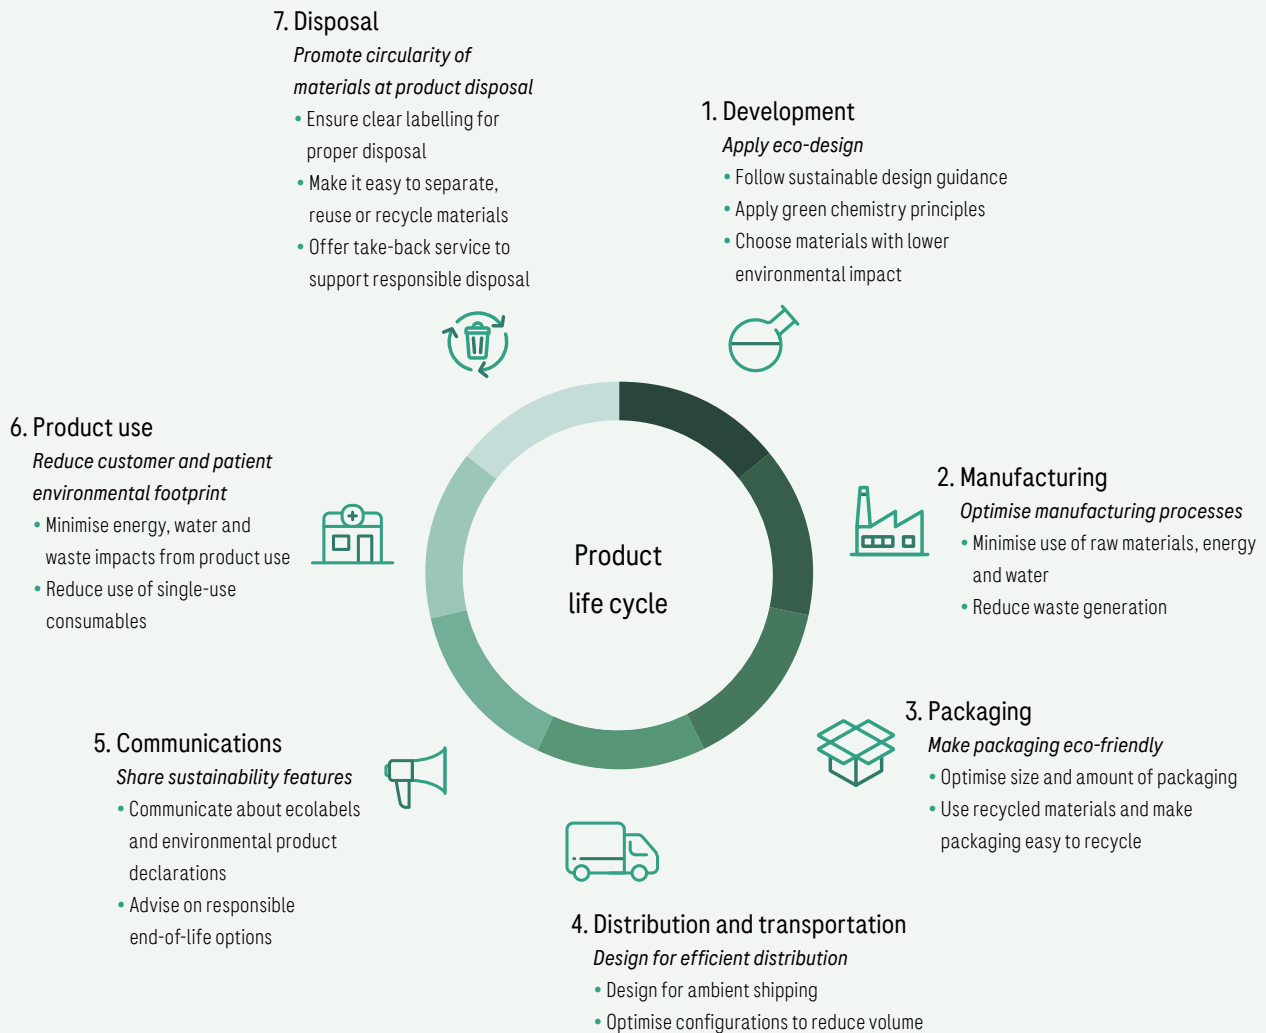 7. Disposal
Promote circularity of
materials at product disposal
• Ensure clear labelling for
proper disposal
• Make it easy to separate,
reuse or recycle materials
• Offer take-back service to
support responsible disposal
1. Development
Apply eco-design
• Follow sustainable design guidance
• Apply green chemistry principles
• Choose materials with lower
environmental impact
6. Product use
Reduce customer and patient
environmental footprint
• Minimise energy, water and
waste impacts from product use
• Reduce use of single-use
consumables
2. Manufacturing
Optimise manufacturing processes
• Minimise use of raw materials, energy
and water
• Reduce waste generation
Product
life cycle
5. Communications
Share sustainability features
• Communicate about ecolabels
and environmental product
declarations
• Advise on responsible
end-of-life options
3. Packaging
Make packaging eco-friendly
• Optimise size and amount of packaging
• Use recycled materials and make
packaging easy to recycle
4. Distribution and transportation
Design for efficient distribution
• Design for ambient shipping
• Optimise configurations to reduce volume